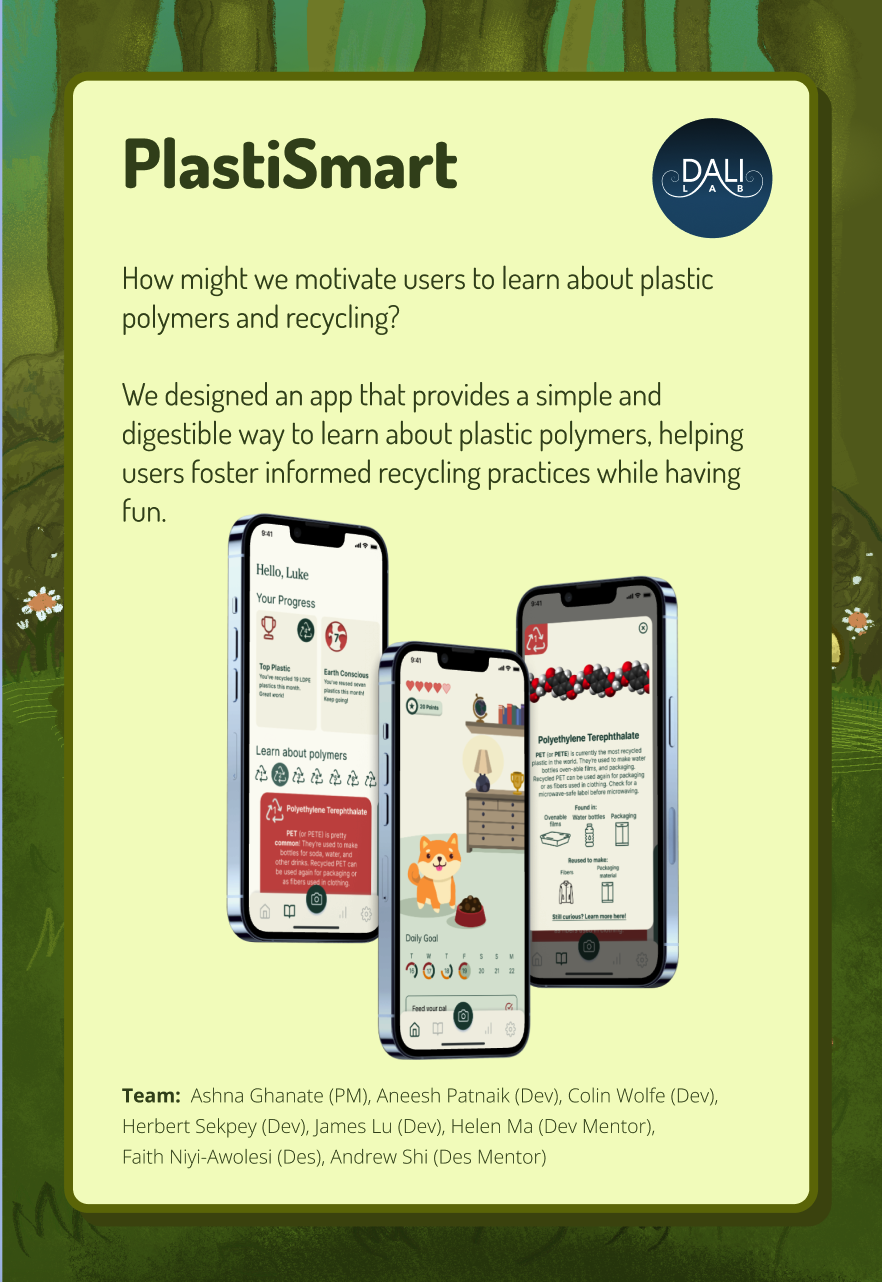 PlastiSmart
DALI
LAB
How might we motivate users to learn about plastic
polymers and recycling?
We designed an app that provides a simple and
digestible way to learn about plastic polymers, helping
users foster informed recycling practices while having
fun.
9:41
Hello, Luke
Your Progress
7
Top Plastic
You've recycled 19 LDPE
plastics this month.
Great work!
Earth Conscious
You've reused seven
plastics this month!
Keep going!
Learn about polymers
1
Polyethylene Terephthalate
PET (or PETE) is pretty
common! They're used to make
bottles for soda, water, and
other drinks. Recycled PET can
be used again for packaging or
as fibers used in clothing.
9:41
20 Points
Daily Goal
T W T F S S M
16 17 18 19 20 21 22
Feed your pal
9:41
1
Polyethylene Terephthalate
PET (or PETE) is currently the most recycled
plastic in the world. They're used to make water
bottles oven-able films, and packaging.
Recycled PET can be used again for packaging
or as fibers used in clothing. Check for a
microwave-safe label before microwaving.
Found in:
Ovenable
films
Water bottles
Packaging
Reused to make:
Fibers
Packaging
material
Still curious? Learn more here!
Team: Ashna Ghanate (PM), Aneesh Patnaik (Dev), Colin Wolfe (Dev),
Herbert Sekpey (Dev), James Lu (Dev), Helen Ma (Dev Mentor),
Faith Niyi-Awolesi (Des), Andrew Shi (Des Mentor)